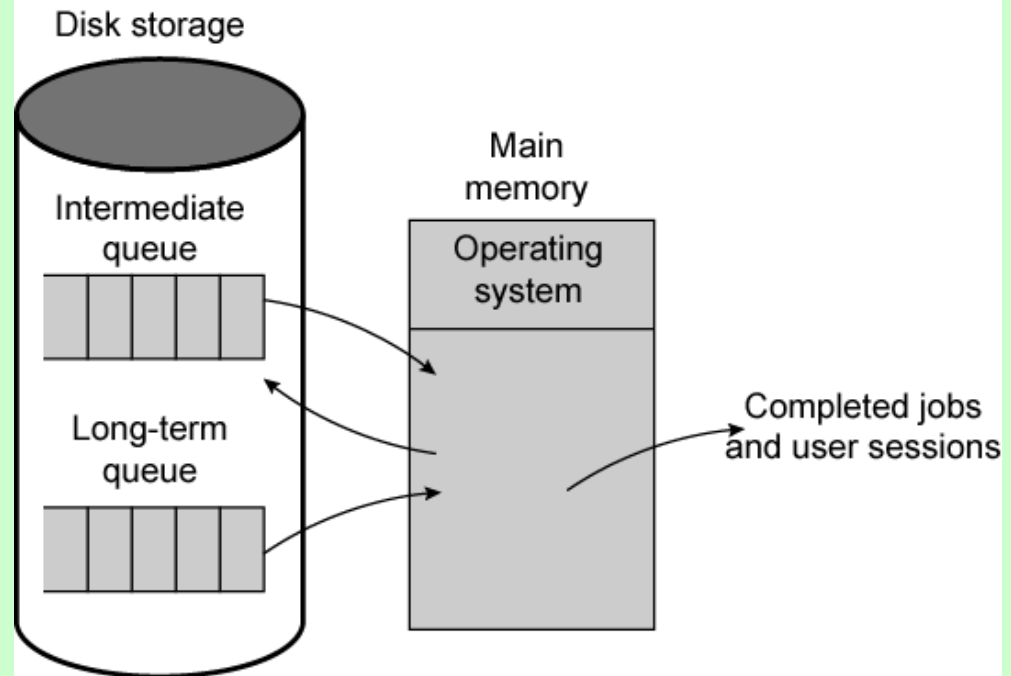 Disk storage
Intermediate
queue
Long-term
queue
Main
memory
Operating
system
Completed jobs
and user sessions